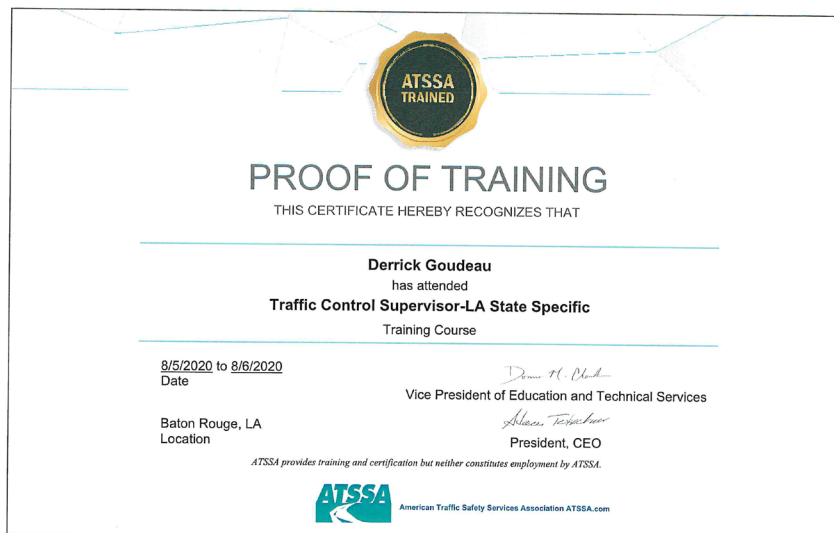 ATSSA
TRAINED
PROOF OF TRAINING
THIS CERTIFICATE HEREBY RECOGNIZES THAT
Derrick Goudeau
has attended
Traffic Control Supervisor-LA State Specific
Training Course
8/5/2020 to 8/6/2020
Date
Vice President of Education and Technical Services
Baton Rouge, LA
Location
President, CEO
ATSSA provides training and certification but neither constitutes employment by ATSSA.
ATSSA
American Traffic Safety Services Association ATSSA.com